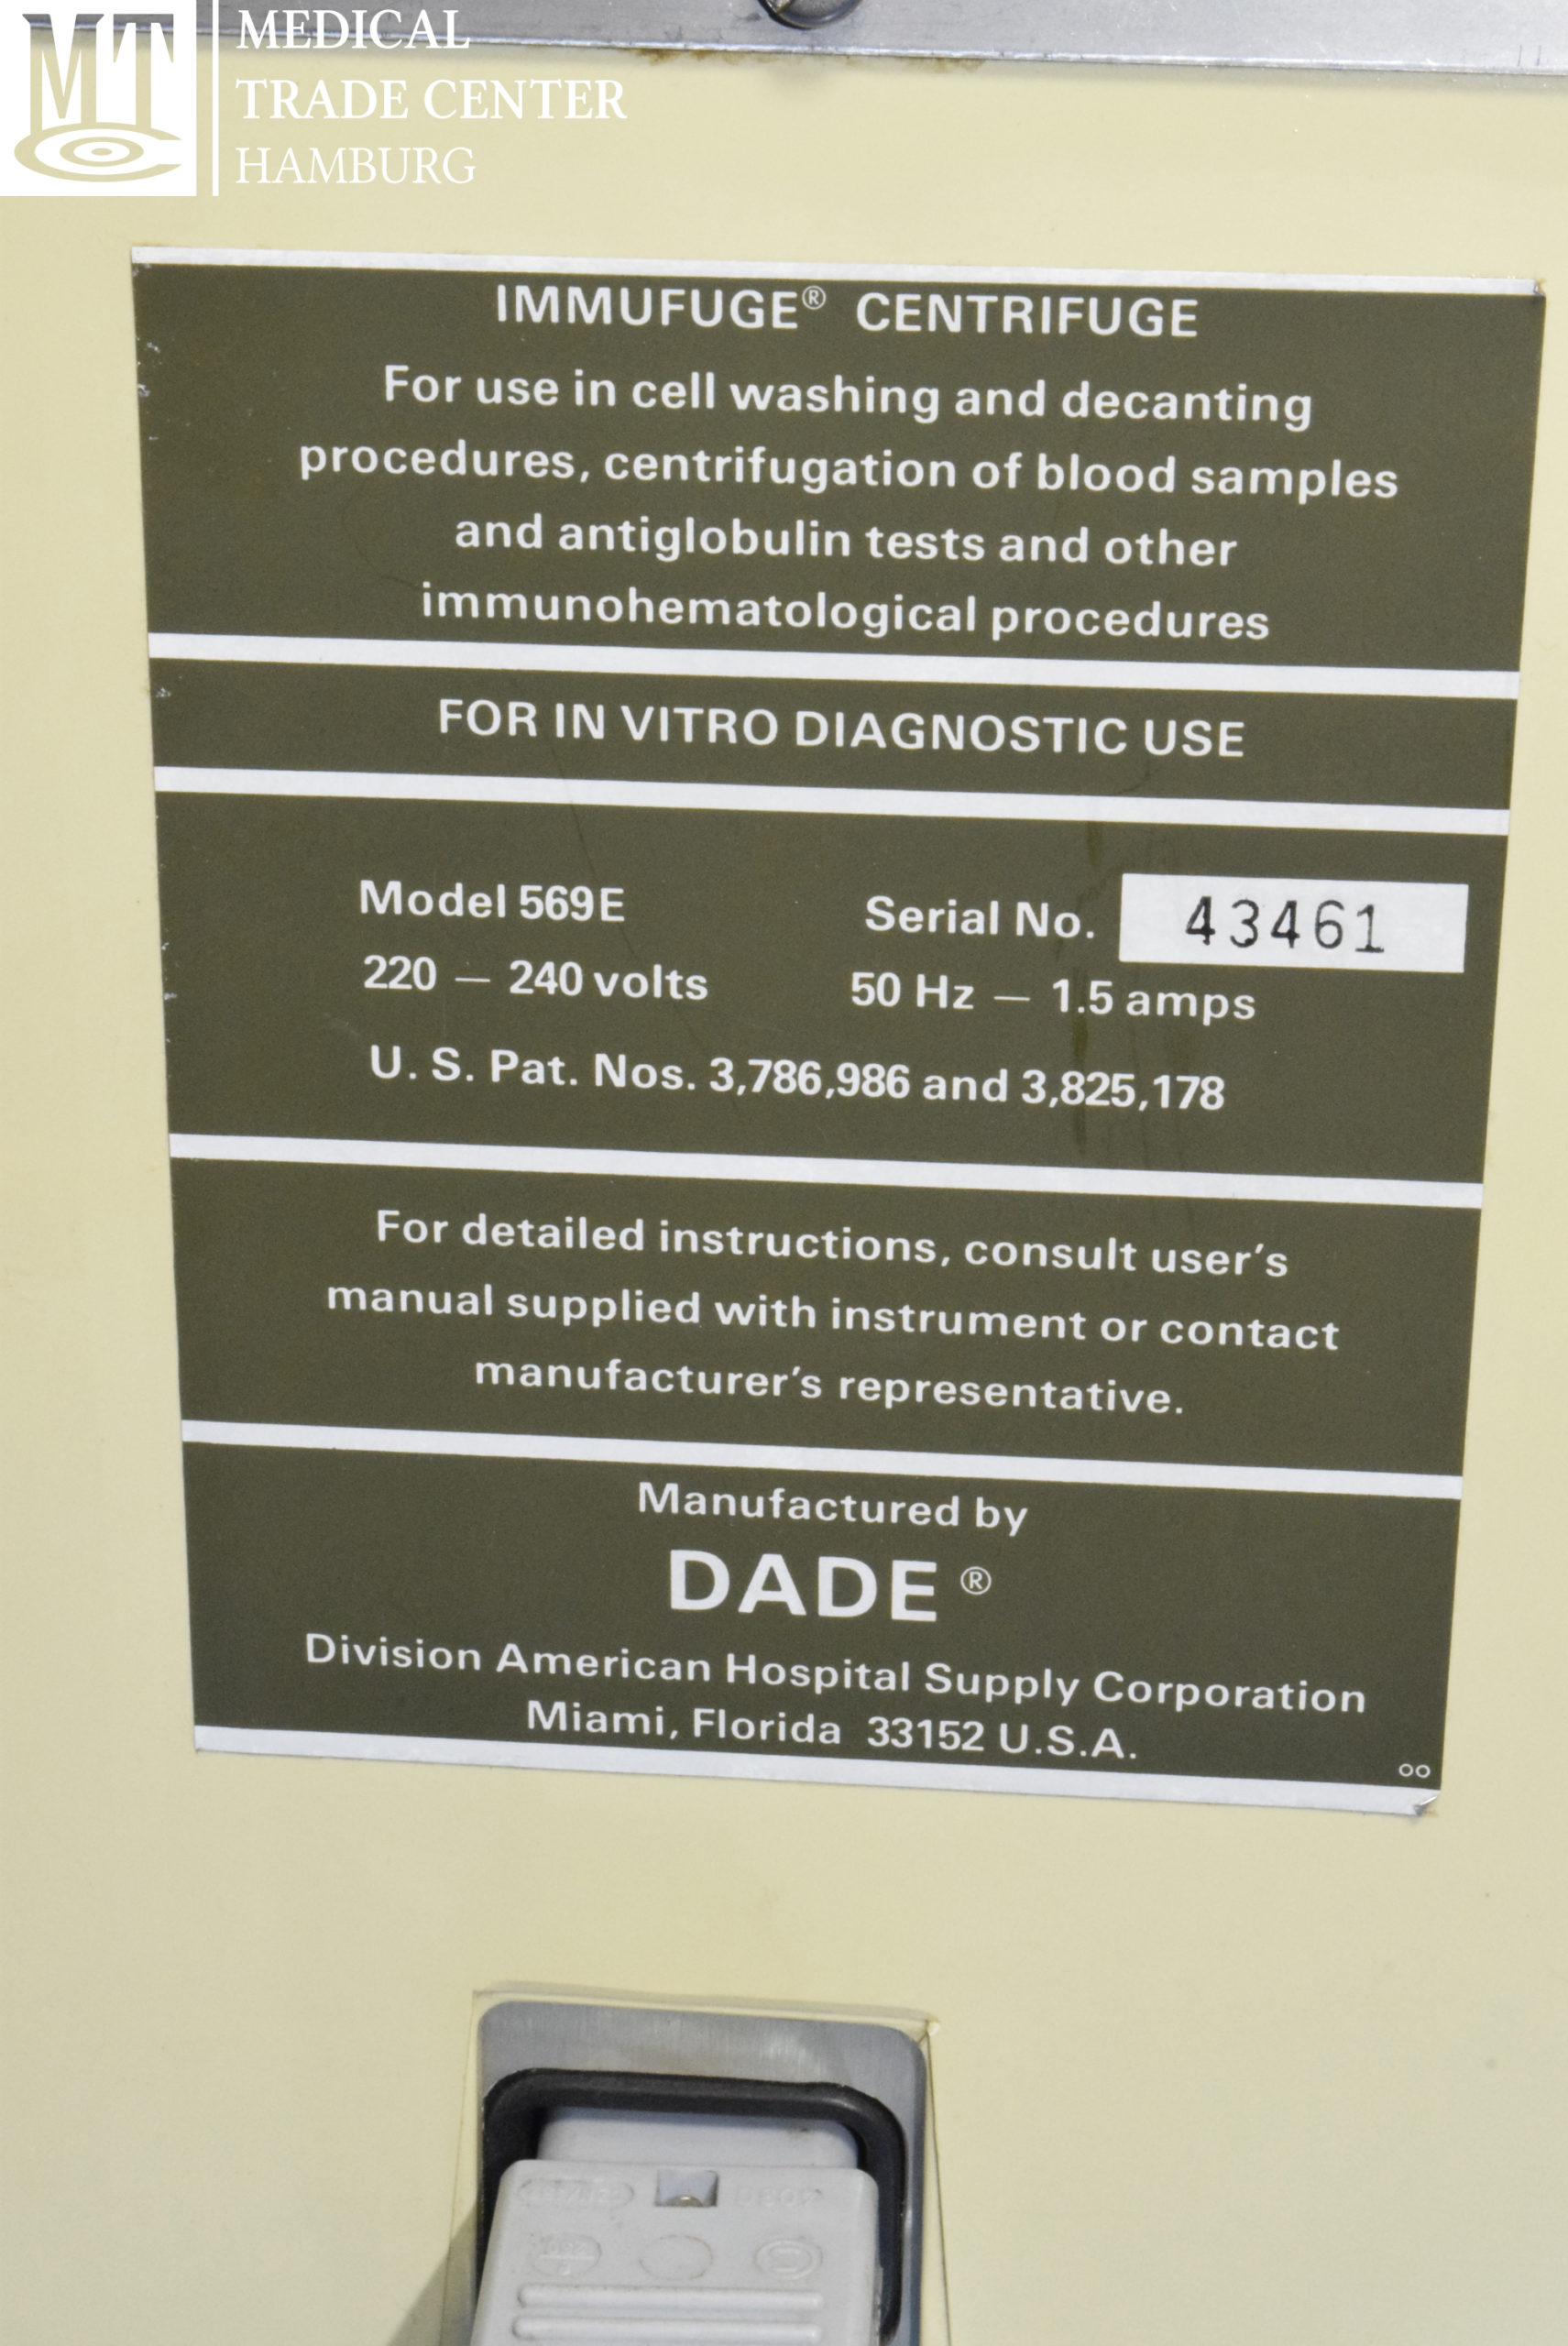 MTC
MEDICAL
TRADE CENTER
HAMBURG
IMMUFUGE® CENTRIFUGE
For use in cell washing and decanting
procedures, centrifugation of blood samples
and antiglobulin tests and other
immunohematological procedures
FOR IN VITRO DIAGNOSTIC USE
Model 569E Serial No. 43461
220 — 240 volts 50 Hz — 1.5 amps
U. S. Pat. Nos. 3,786,986 and 3,825,178
For detailed instructions, consult user's
manual supplied with instrument or contact
manufacturer's representative.
Manufactured by
DADE ®
Division American Hospital Supply Corporation
Miami, Florida 33152 U.S.A.
OO